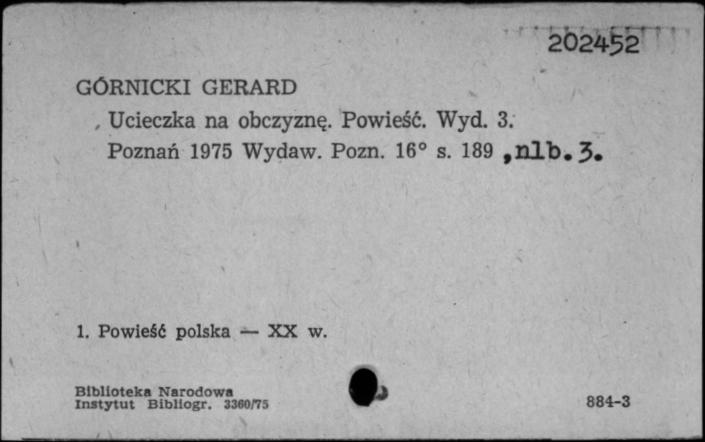 202452
GÓRNICKI GERARD
Ucieczka na obczyznę. Powieść. Wyd. 3.
Poznań 1975 Wydaw. Pozn. 16° s. 189 ,nlb.3.
1. Powieść polska — XX w.
Biblioteka Narodowa
Instytut Bibliogr. 3360/75
884-3